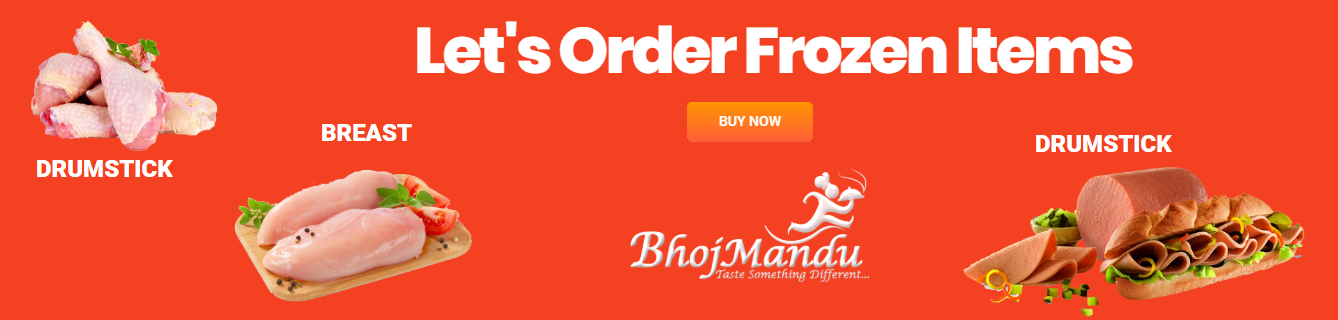 Let's Order Frozen Items
BUY NOW
BREAST
DRUMSTICK
DRUMSTICK
BhojMandu
Taste Something Different...